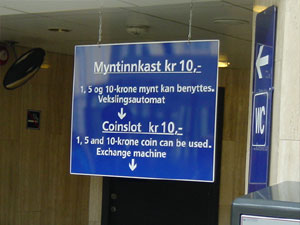 Myntinnkast kr 10,-
1, 5 og 10-krone mynt kan benyttes.
Vekslingsautomat
Coinslot kr 10,-
1, 5 and 10-krone coin can be used.
Exchange machine
WC